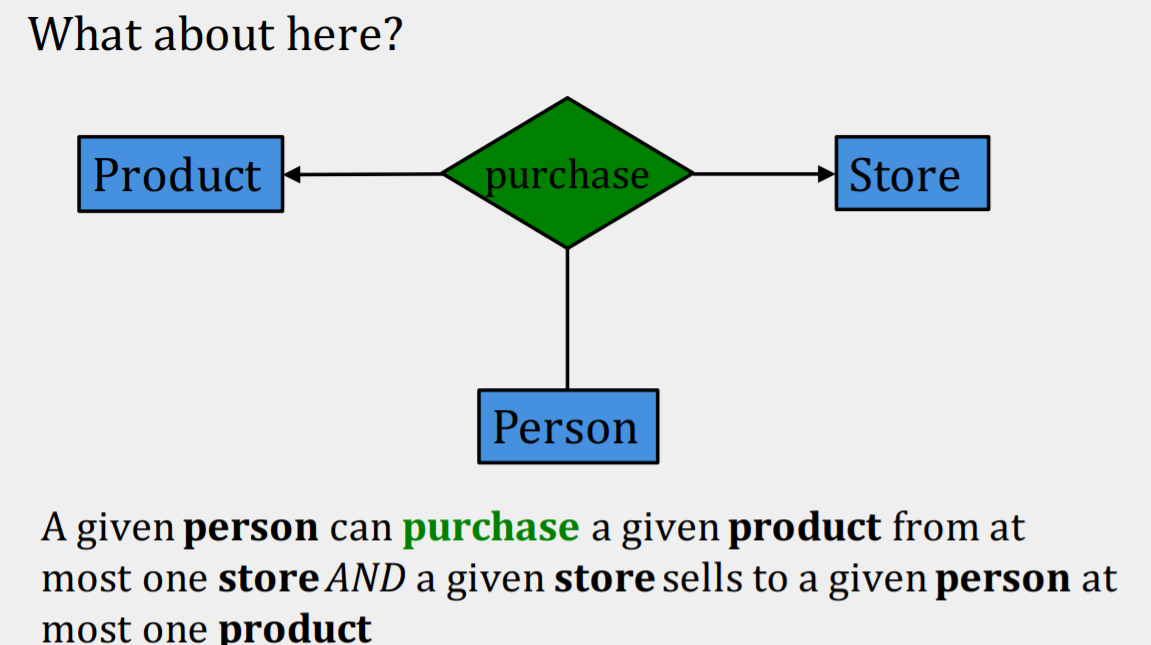 What about here?
Product
purchase
Store
Person
A given person can purchase a given product from at
most one store AND a given store sells to a given person at
most one product